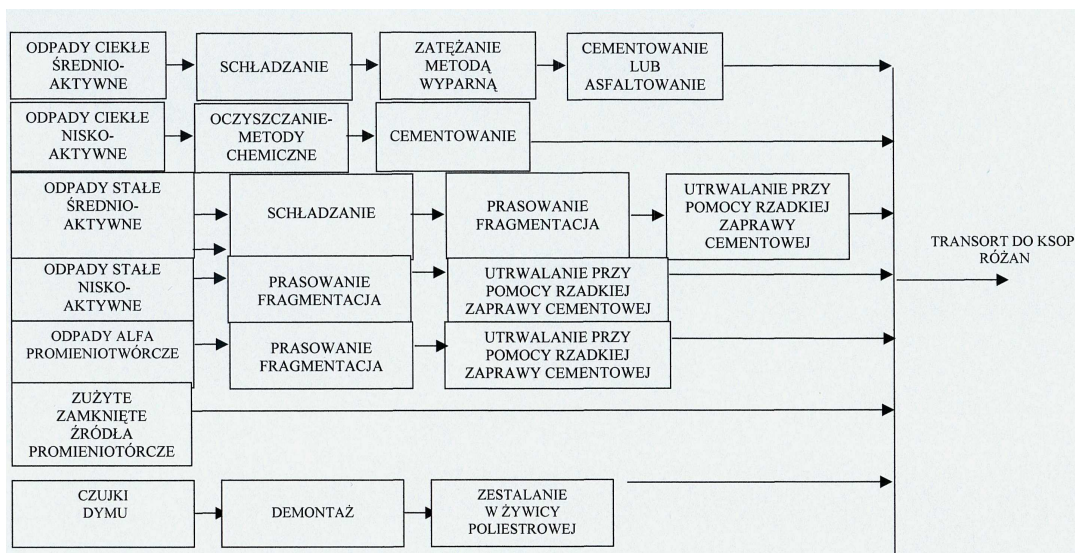 ODPADY CIEKŁE
ŚREDNIO-
AKTYWNE
SCHŁADZANIE
ZATĘŻANIE
METODĄ
WYPARNĄ
CEMENTOWANIE
LUB
ASFALTOWANIE
ODPADY CIEKŁE
NISKO-
AKTYWNE
OCZYSZCZANIE-
METODY
CHEMICZNE
CEMENTOWANIE
ODPADY STAŁE
ŚREDNIO-
AKTYWNE
SCHŁADZANIE
PRASOWANIE
FRAGMENTACJA
UTRWALANIE PRZY
POMOCY RZADKIEJ
ZAPRAWY
CEMENTOWEJ
TRANSORT DO KSOP
RÓŻAN
ODPADY STAŁE
NISKO-
AKTYWNE
PRASOWANIE
FRAGMENTACJA
UTRWALANIE PRZY
POMOCY RZADKIEJ
ZAPRAWY CEMENTOWEJ
ODPADY ALFA
PROMIENIOTWÓRCZE
PRASOWANIE
FRAGMENTACJA
UTRWALANIE PRZY
POMOCY RZADKIEJ
ZAPRAWY CEMENTOWEJ
ZUŻYTE
ZAMKNIĘTE
ŹRÓDŁA
PROMIENIOTÓRCZE
CZUJKI
DYMU
DEMONTAŻ
ZESTALANIE
W ŻYWICY
POLIESTROWEJ